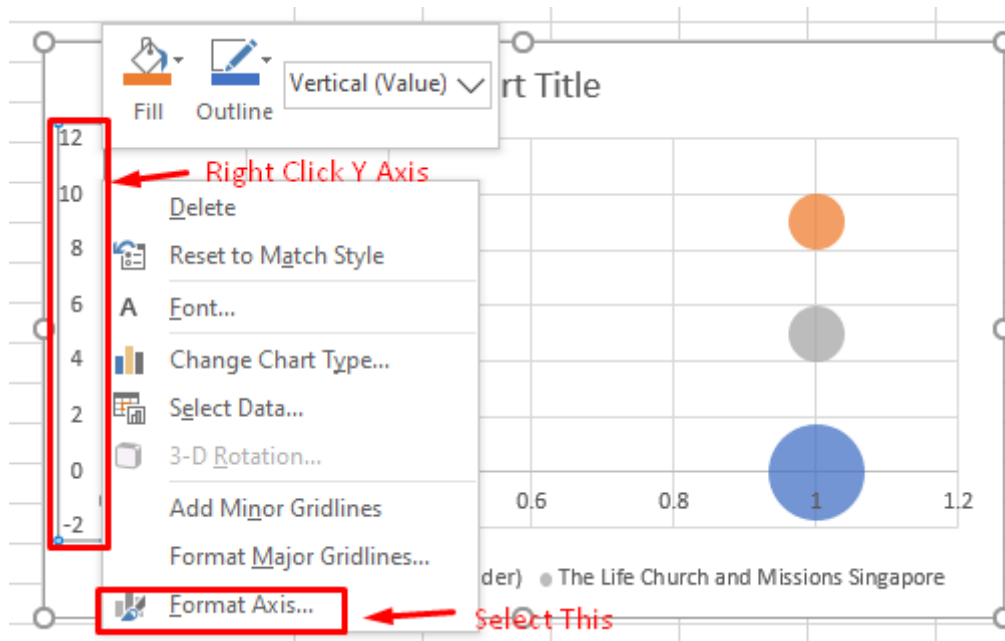 Fill
Outline
Vertical (Value)
rt Title
12
Right Click Y Axis
10
Delete
8
Reset to Match Style
6
Font...
4
Change Chart Type...
2
Select Data...
0
3-D Rotation...
0.6
0.8
1
1.2
-2
Add Minor Gridlines
Format Major Gridlines...
der)
The Life Church and Missions Singapore
Format Axis...
Select This